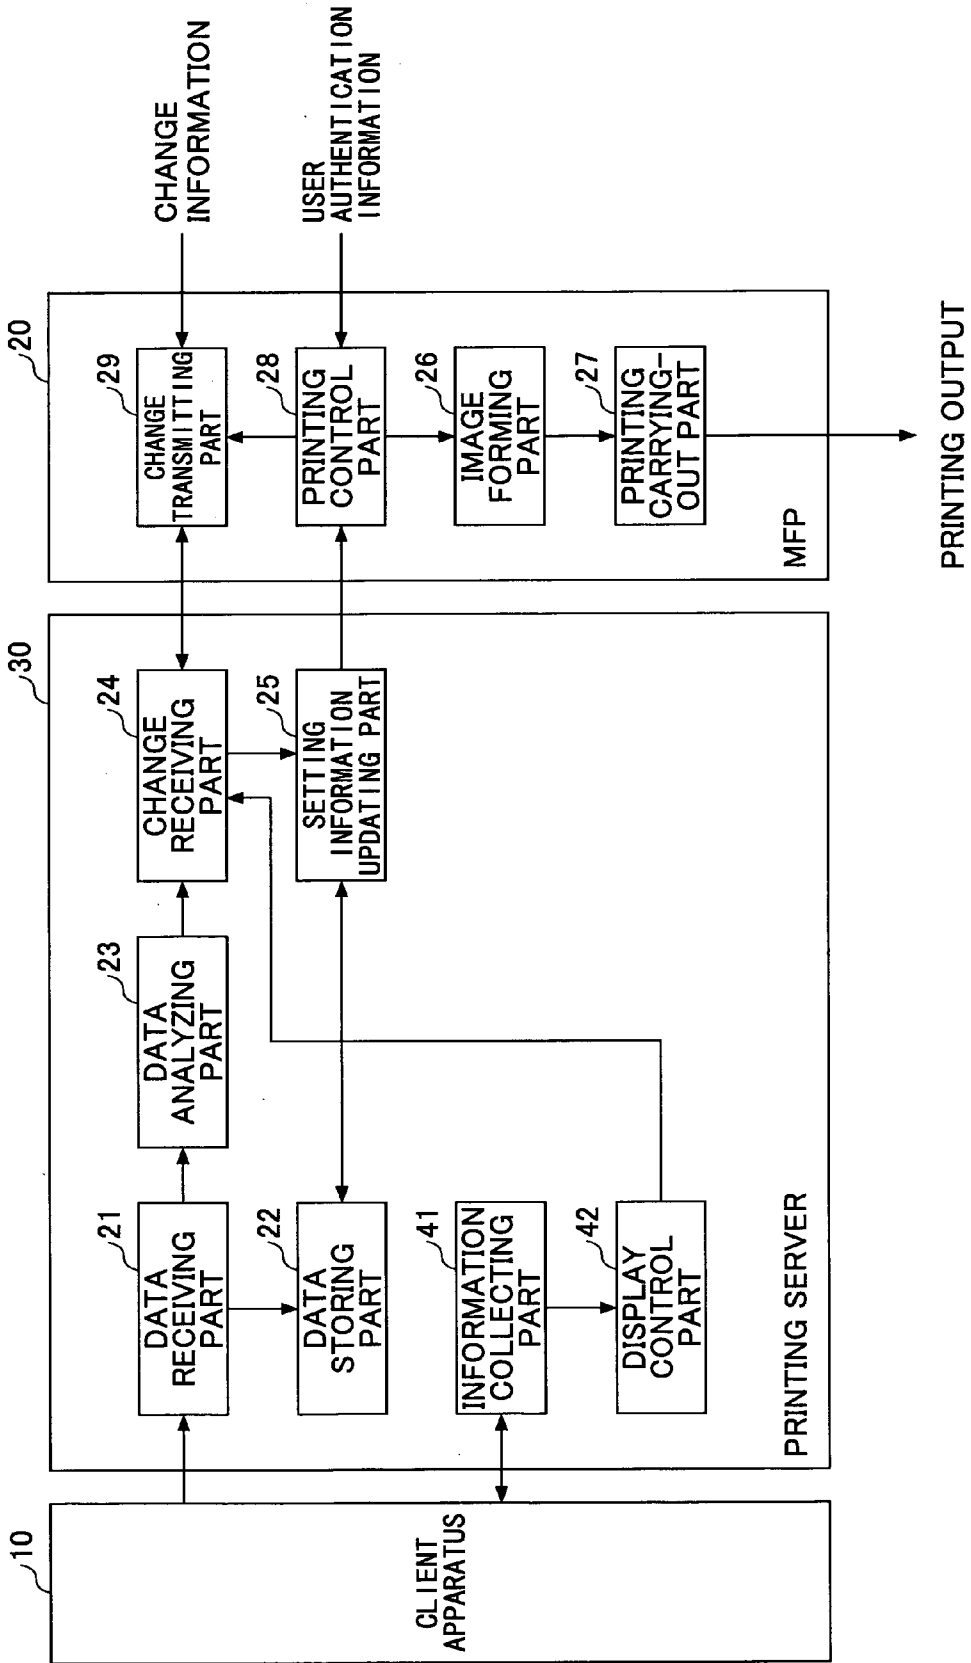 10
CLIENT
APPARATUS
30
21
DATA
RECEIVING
PART
23
DATA
ANALYZING
PART
24
CHANGE
RECEIVING
PART
22
DATA
STORING
PART
25
SETTING
INFORMATION
UPDATING PART
41
INFORMATION
COLLECTING
PART
42
DISPLAY
CONTROL
PART
PRINTING SERVER
20
29
CHANGE
TRANSMITTING
PART
28
PRINTING
CONTROL
PART
26
IMAGE
FORMING
PART
27
PRINTING
CARRYING-
OUT PART
MFP
CHANGE
INFORMATION
USER
AUTHENTICATION
INFORMATION
PRINTING OUTPUT